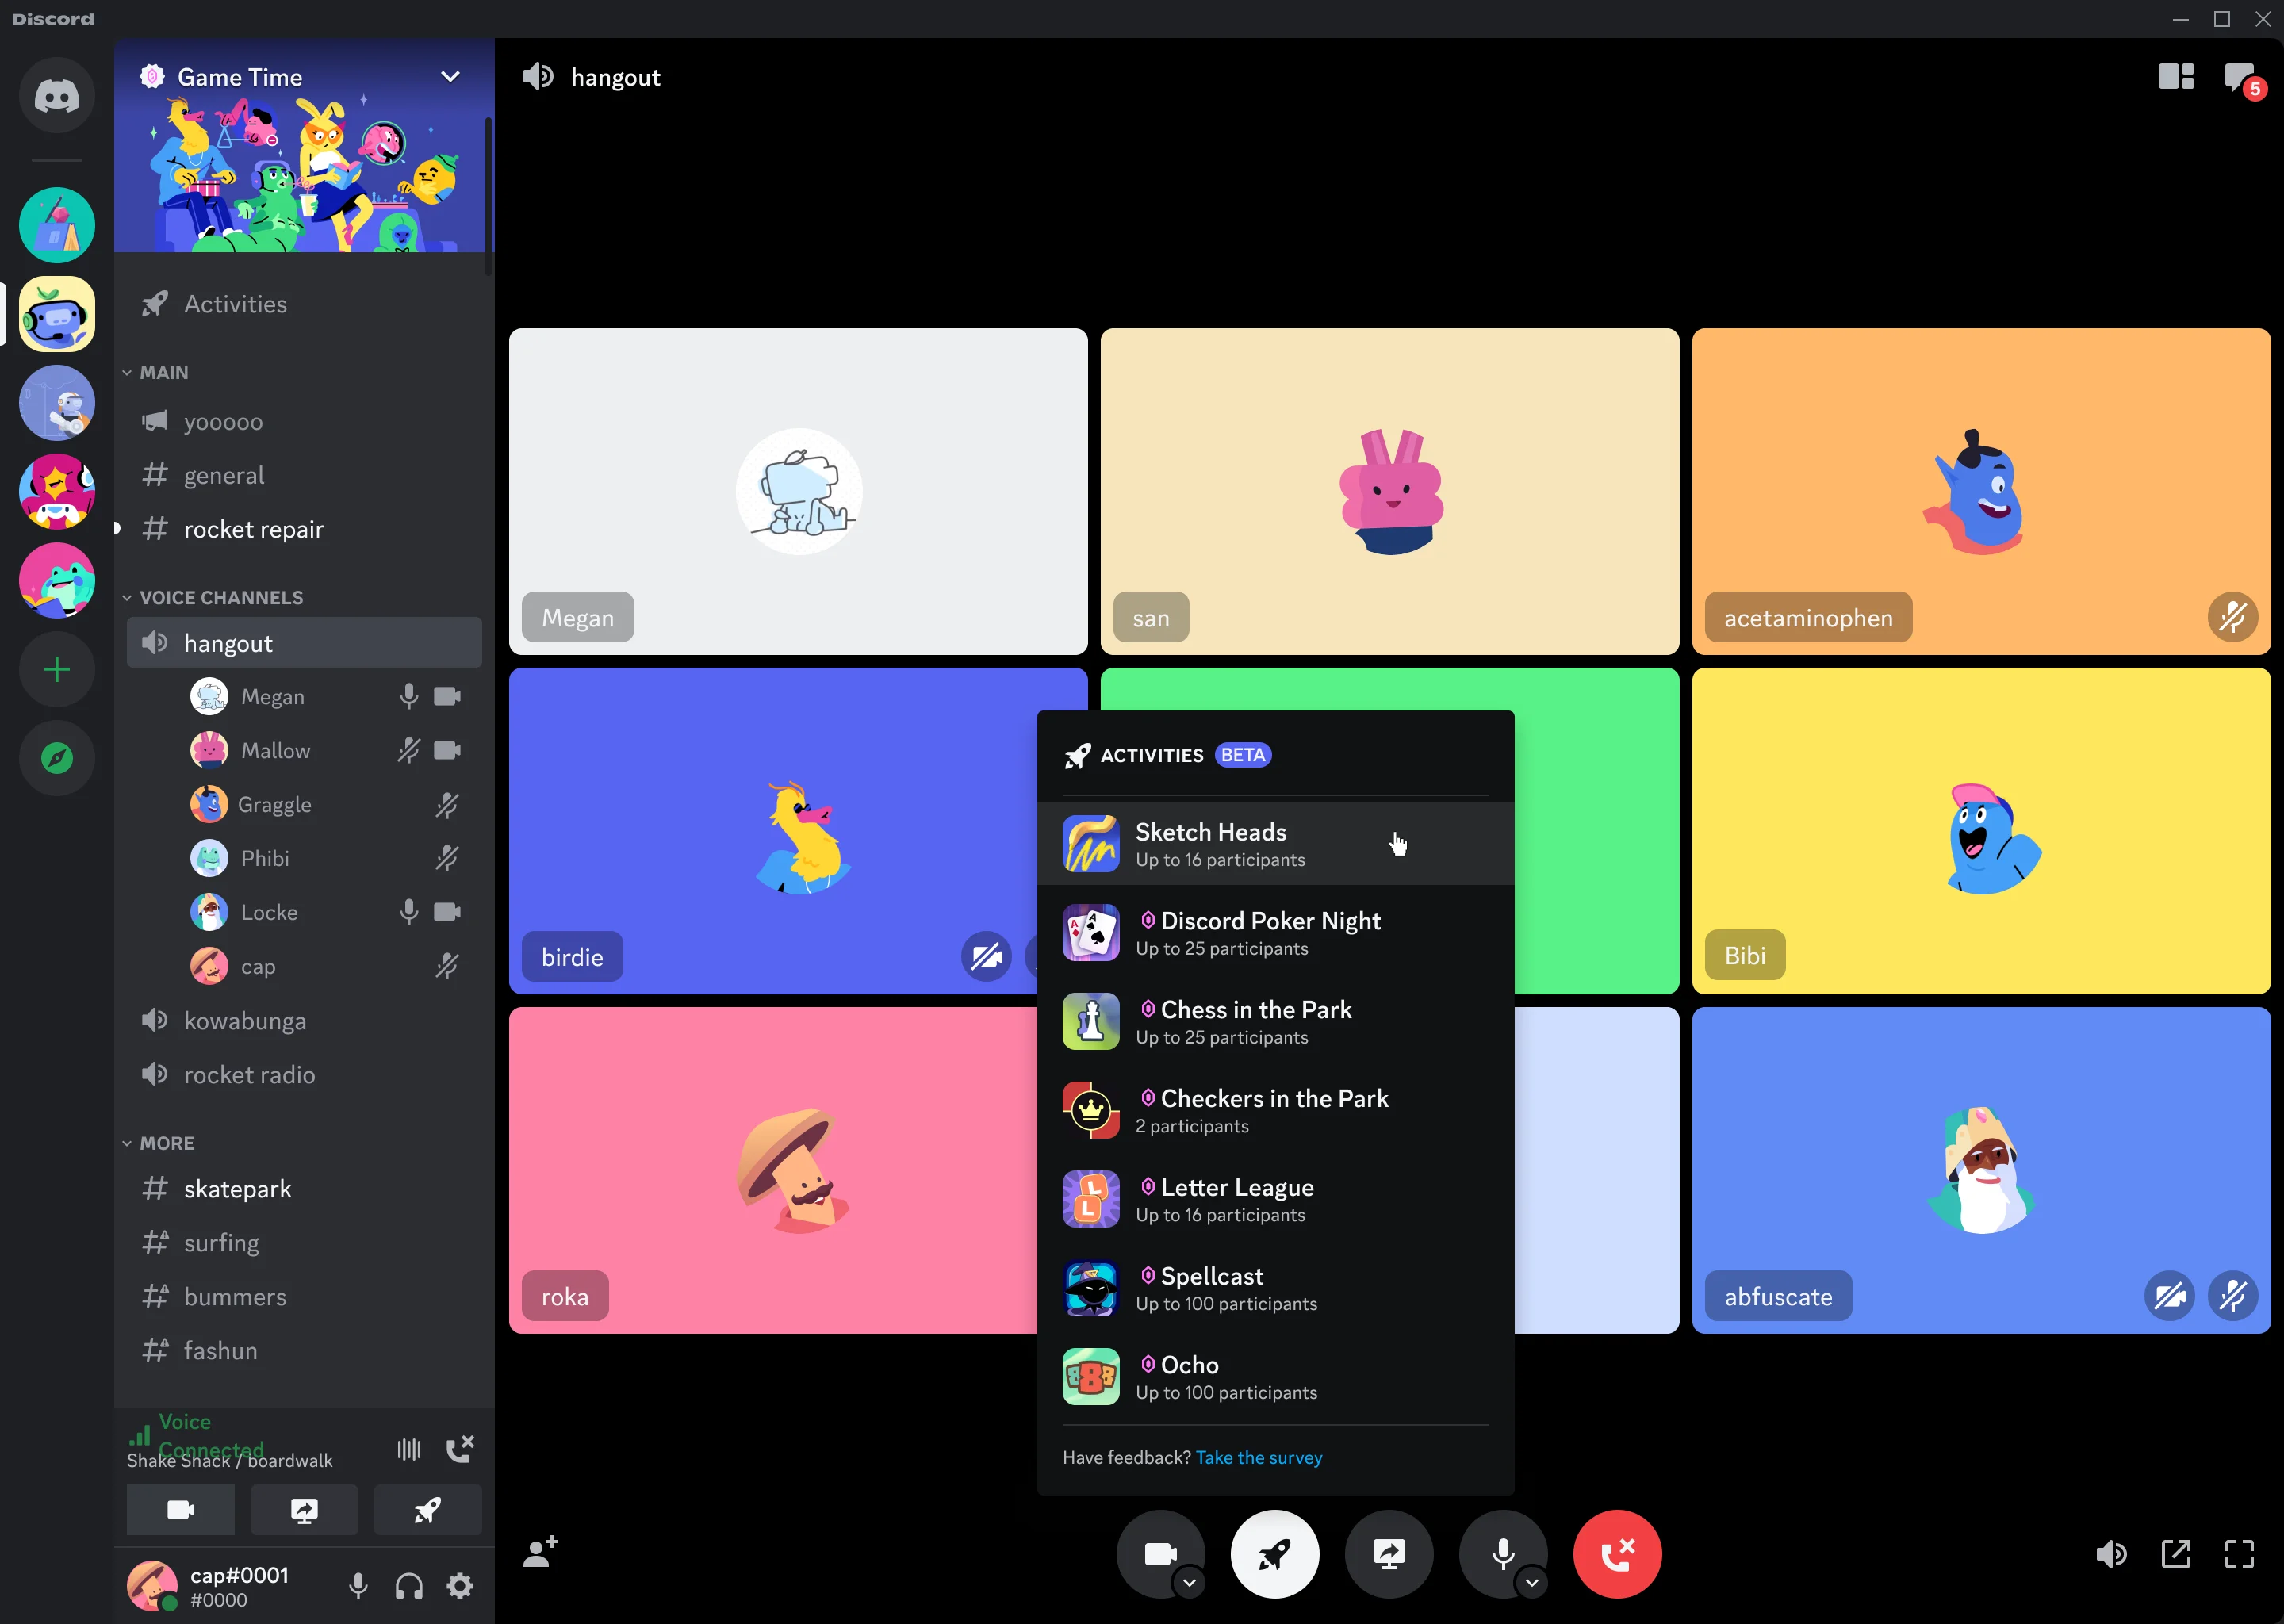 Discord
Game Time
Activities
MAIN
yooooo
general
rocket repair
VOICE CHANNELS
hangout
Megan
Mallow
Graggle
Phibi
Locke
cap
kowabunga
rocket radio
MORE
skatepark
surfing
bummers
fashun
Voice
Connected
Shake Shack / boardwalk
cap#0001
#0000
hangout
5
Megan
san
acetaminophen
birdie
Bibi
roka
abfuscate
ACTIVITIES BETA
Sketch Heads
Up to 16 participants
Discord Poker Night
Up to 25 participants
Chess in the Park
Up to 25 participants
Checkers in the Park
2 participants
Letter League
Up to 16 participants
Spellcast
Up to 100 participants
Ocho
Up to 100 participants
Have feedback? Take the survey